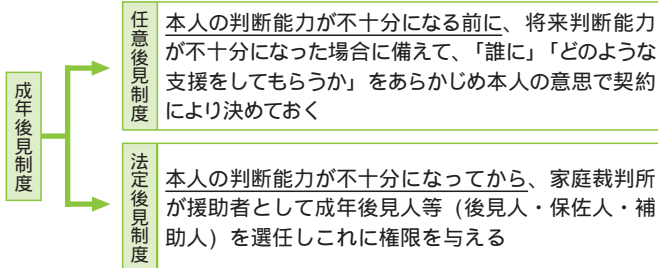 成年後見制度
任意後見制度
本人の判断能力が不十分になる前に、将来判断能力
が不十分になった場合に備えて、「誰に」「どのような
支援をしてもらうか」をあらかじめ本人の意思で契約
により決めておく
法定後見制度
本人の判断能力が不十分になってから、家庭裁判所
が援助者として成年後見人等（後見人・保佐人・補
助人）を選任しこれに権限を与える